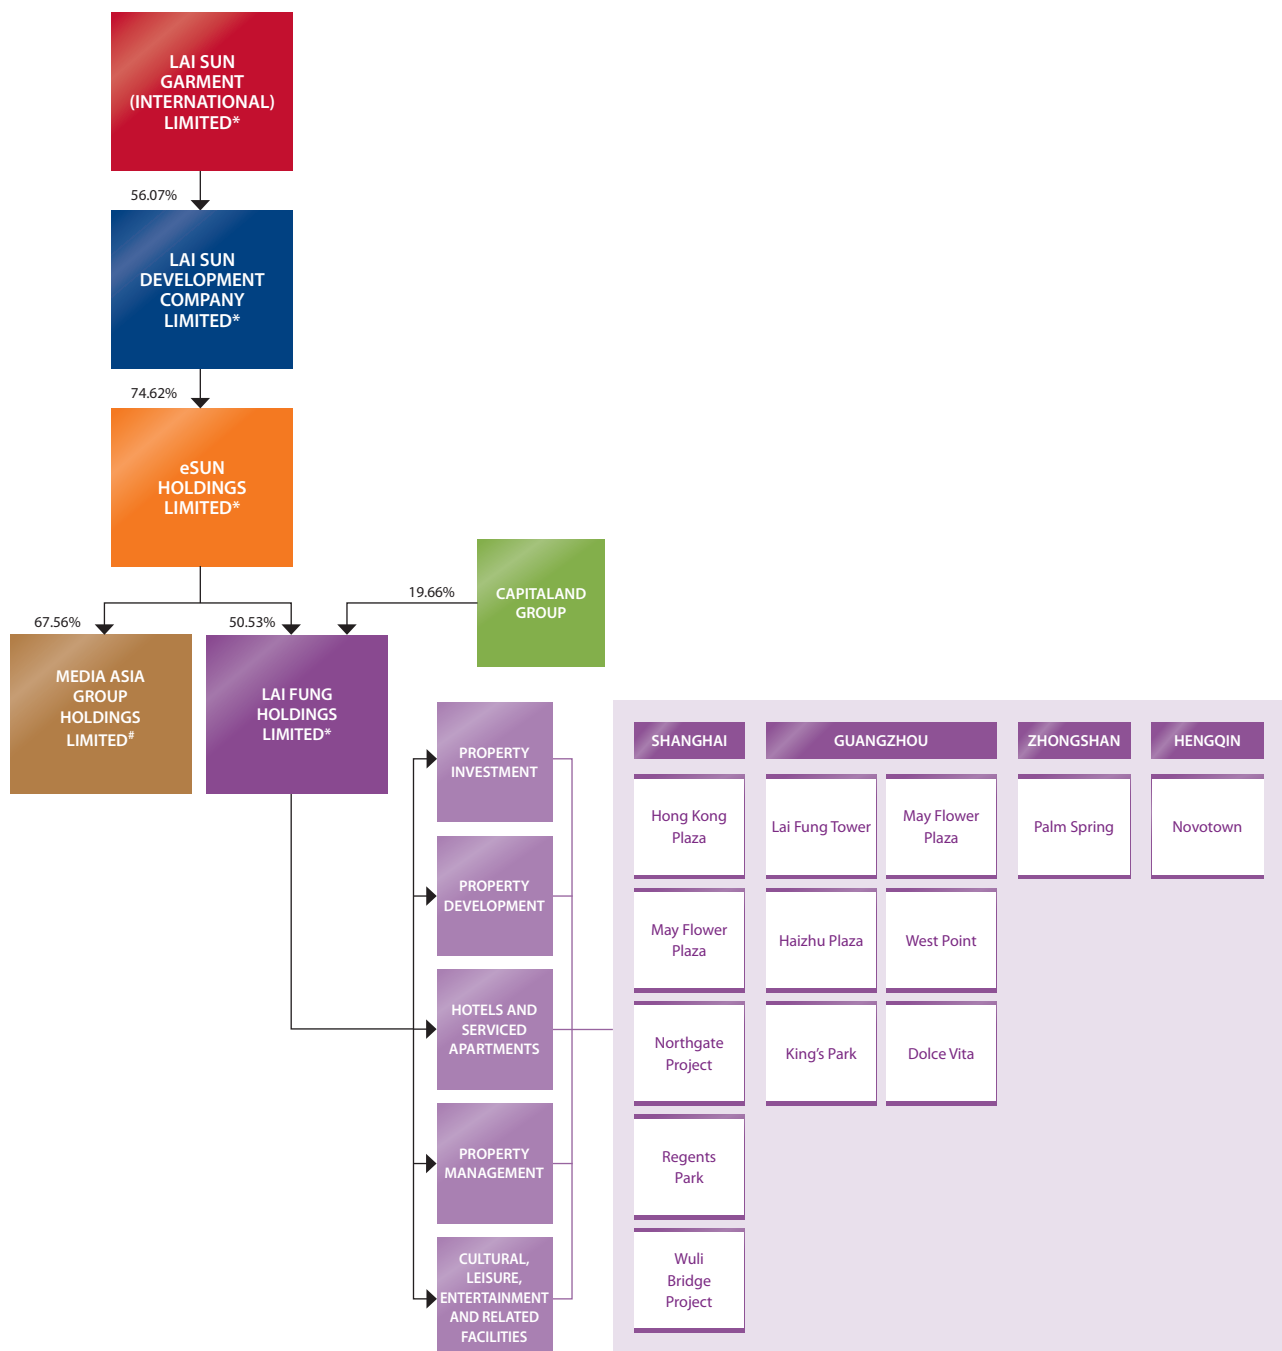 LAI SUN
GARMENT
(INTERNATIONAL)
LIMITED*
56.07%
LAI SUN
DEVELOPMENT
COMPANY
LIMITED*
74.62%
eSUN
HOLDINGS
LIMITED*
67.56%
50.53%
19.66%
CAPITALAND
GROUP
MEDIA ASIA
GROUP
HOLDINGS
LIMITED#
LAI FUNG
HOLDINGS
LIMITED*
PROPERTY
INVESTMENT
PROPERTY
DEVELOPMENT
HOTELS AND
SERVICED
APARTMENTS
PROPERTY
MANAGEMENT
CULTURAL,
LEISURE,
ENTERTAINMENT
AND RELATED
FACILITIES
SHANGHAI
Hong Kong
Plaza
May Flower
Plaza
Northgate
Project
Regents
Park
Wuli
Bridge
Project
GUANGZHOU
Lai Fung Tower
May Flower
Plaza
Haizhu Plaza
West Point
King's Park
Dolce Vita
ZHONGSHAN
Palm Spring
HENGQIN
Novotown